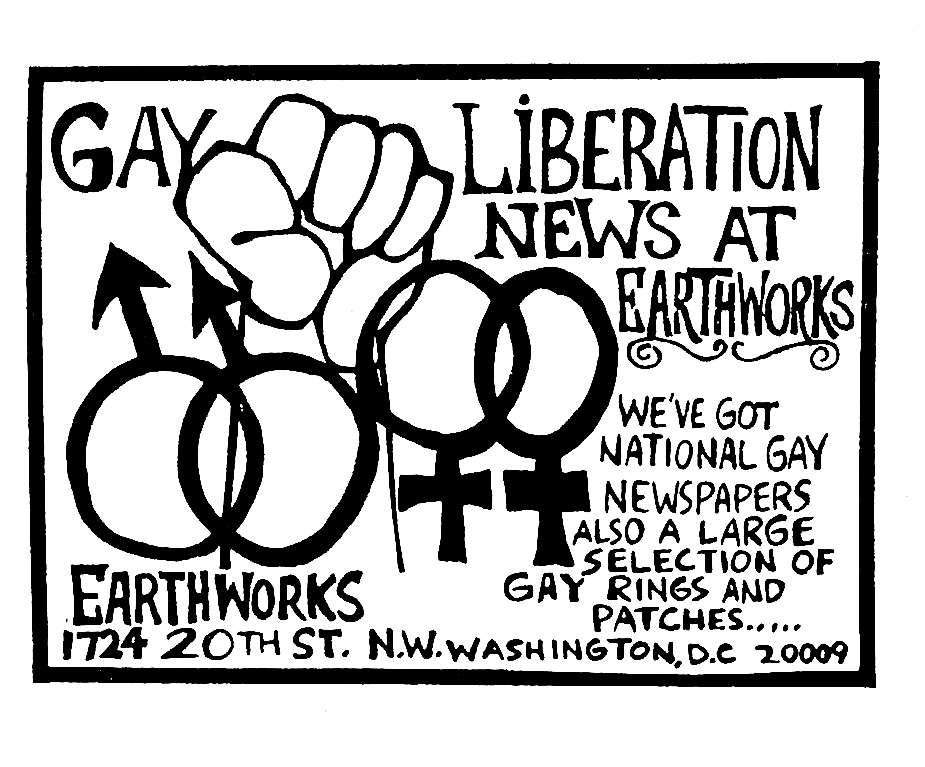 GAY LIBERATION
NEWS AT
EARTHWORKS
WE'VE GOT
NATIONAL GAY
NEWSPAPERS
ALSO A LARGE
SELECTION OF
GAY RINGS AND
PATCHES.....
EARTHWORKS
1724 20TH ST. N.W. WASHINGTON, D.C 20009